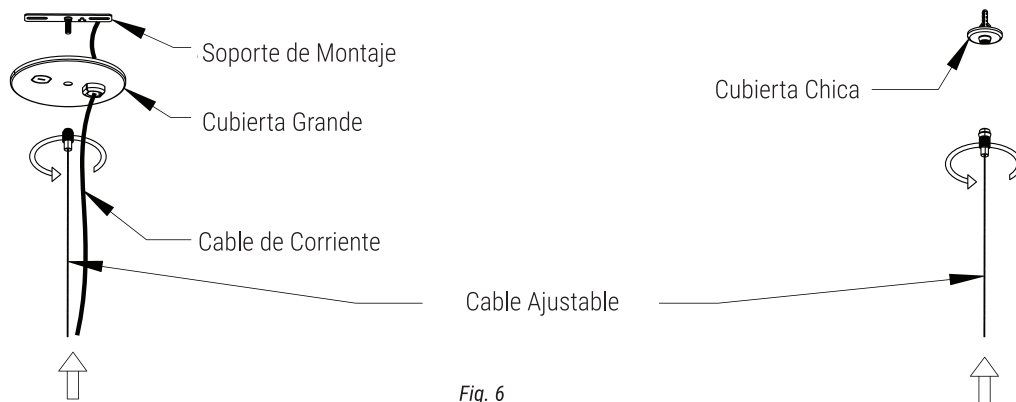 Soporte de Montaje
Cubierta Chica
Cubierta Grande
Cable de Corriente
Cable Ajustable
Fig. 6